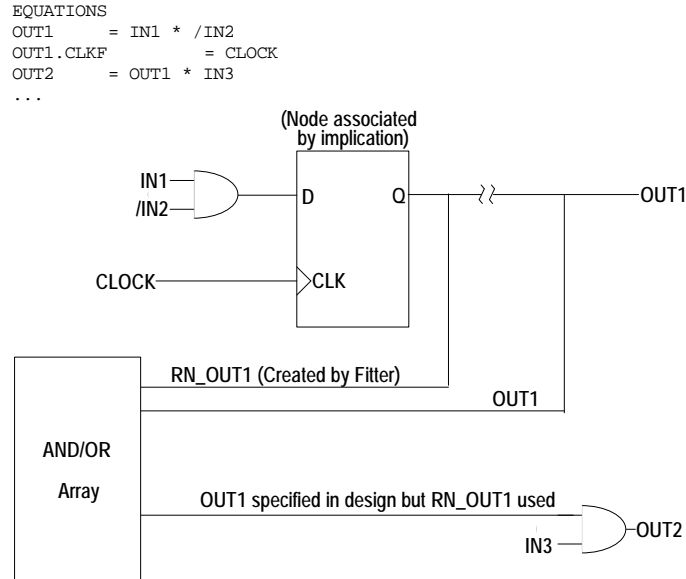 EQUATIONS
OUT1 = IN1 * /IN2
OUT1.CLKF = CLOCK
OUT2 = OUT1 * IN3
...
(Node associated
by implication)
IN1
/IN2
D
Q
OUT1
CLOCK
CLK
RN_OUT1 (Created by Fitter)
OUT1
AND/OR
Array
OUT1 specified in design but RN_OUT1 used
IN3
OUT2